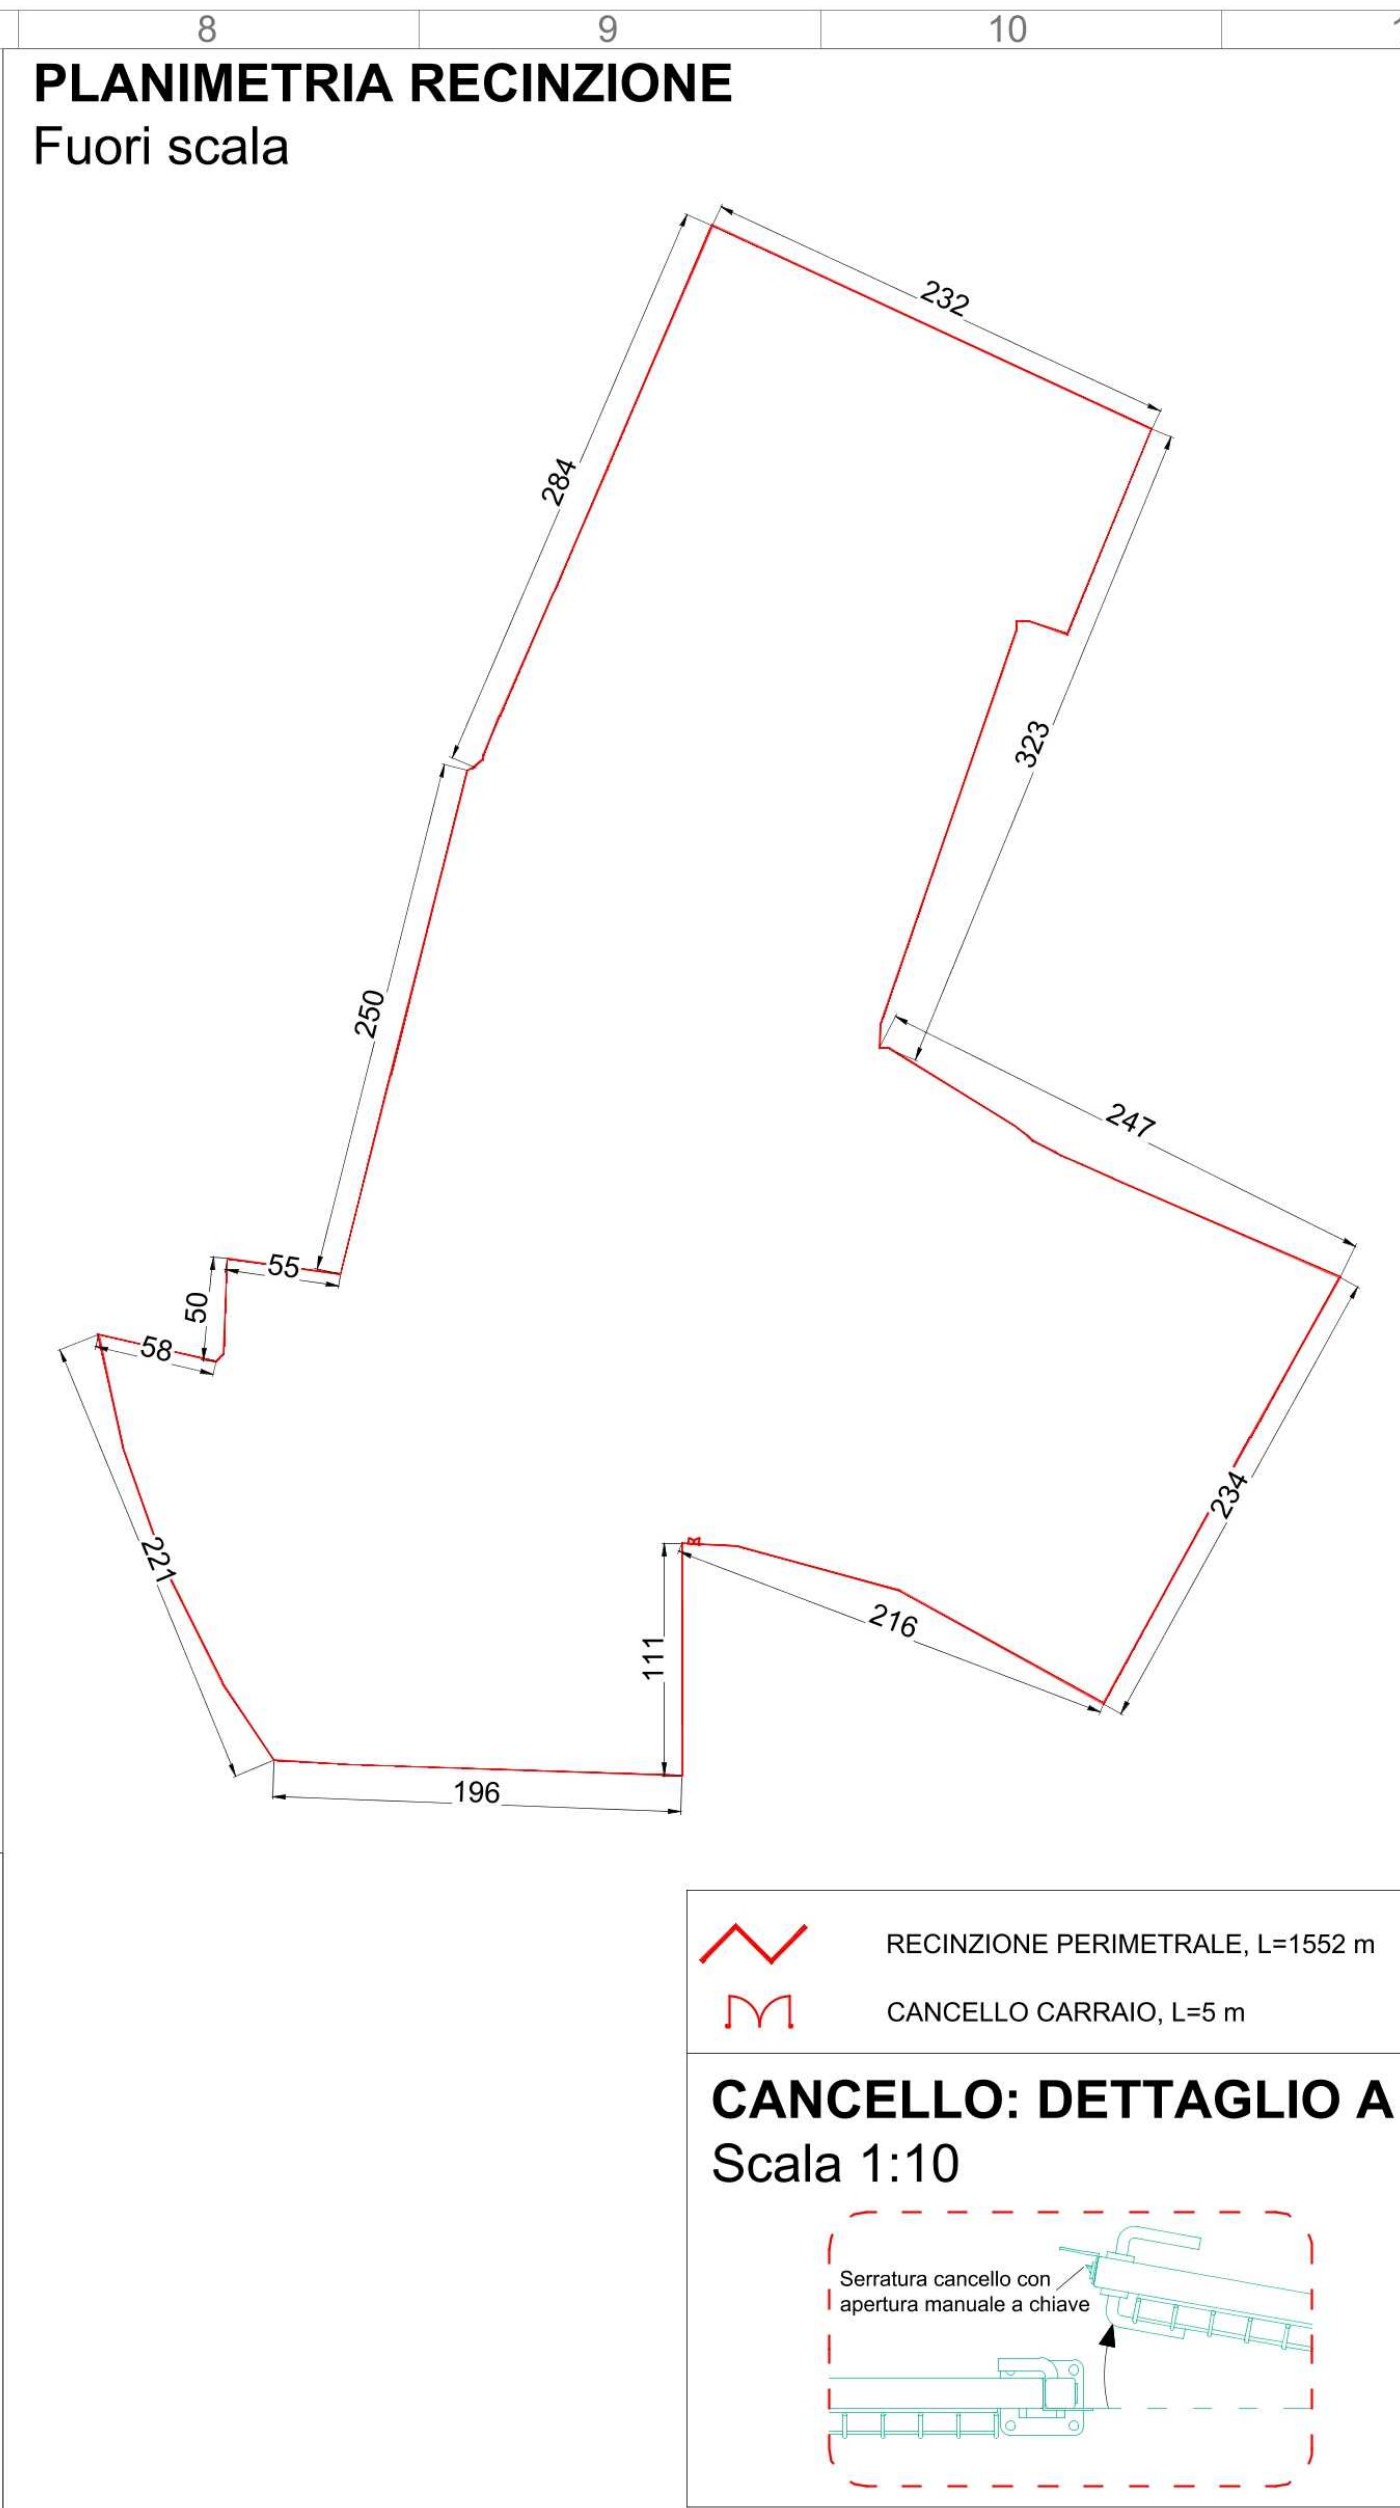 8
9
10
PLANIMETRIA RECINZIONE
Fuori scala
232
284
323
250
247
55
50
58
234
221
216
111
196
RECINZIONE PERIMETRALE, L=1552 m
CANCELLO CARRAIO, L=5 m
CANCELLO: DETTAGLIO A
Scala 1:10
Serratura cancello con
apertura manuale a chiave